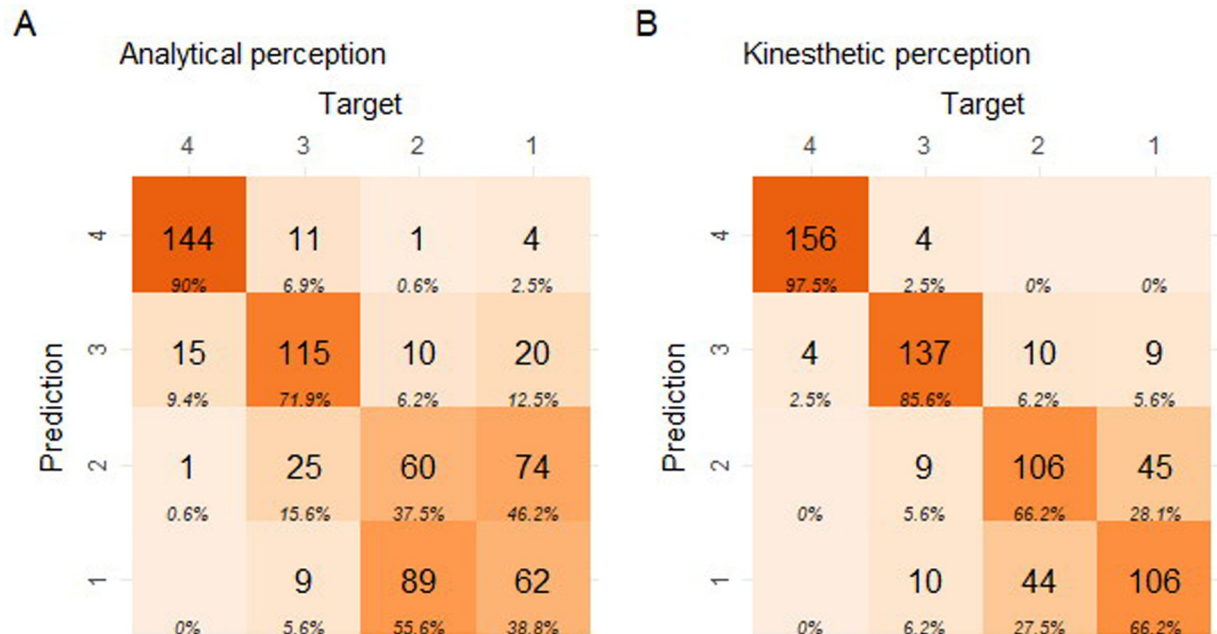 A B
Analytical perception Kinesthetic perception
Target Target
4 3 2 1 4 3 2 1
4 144 11 1 4 4 156 4
90% 6.9% 0.6% 2.5% 97.5% 2.5% 0% 0%
3 15 115 10 20 3 4 137 10 9
9.4% 71.9% 6.2% 12.5% 2.5% 85.6% 6.2% 5.6%
Prediction Prediction
2 1 25 60 74 2 9 106 45
0.6% 15.6% 37.5% 46.2% 0% 5.6% 66.2% 28.1%
1 9 89 62 1 10 44 106
0% 5.6% 55.6% 38.8% 0% 6.2% 27.5% 66.2%